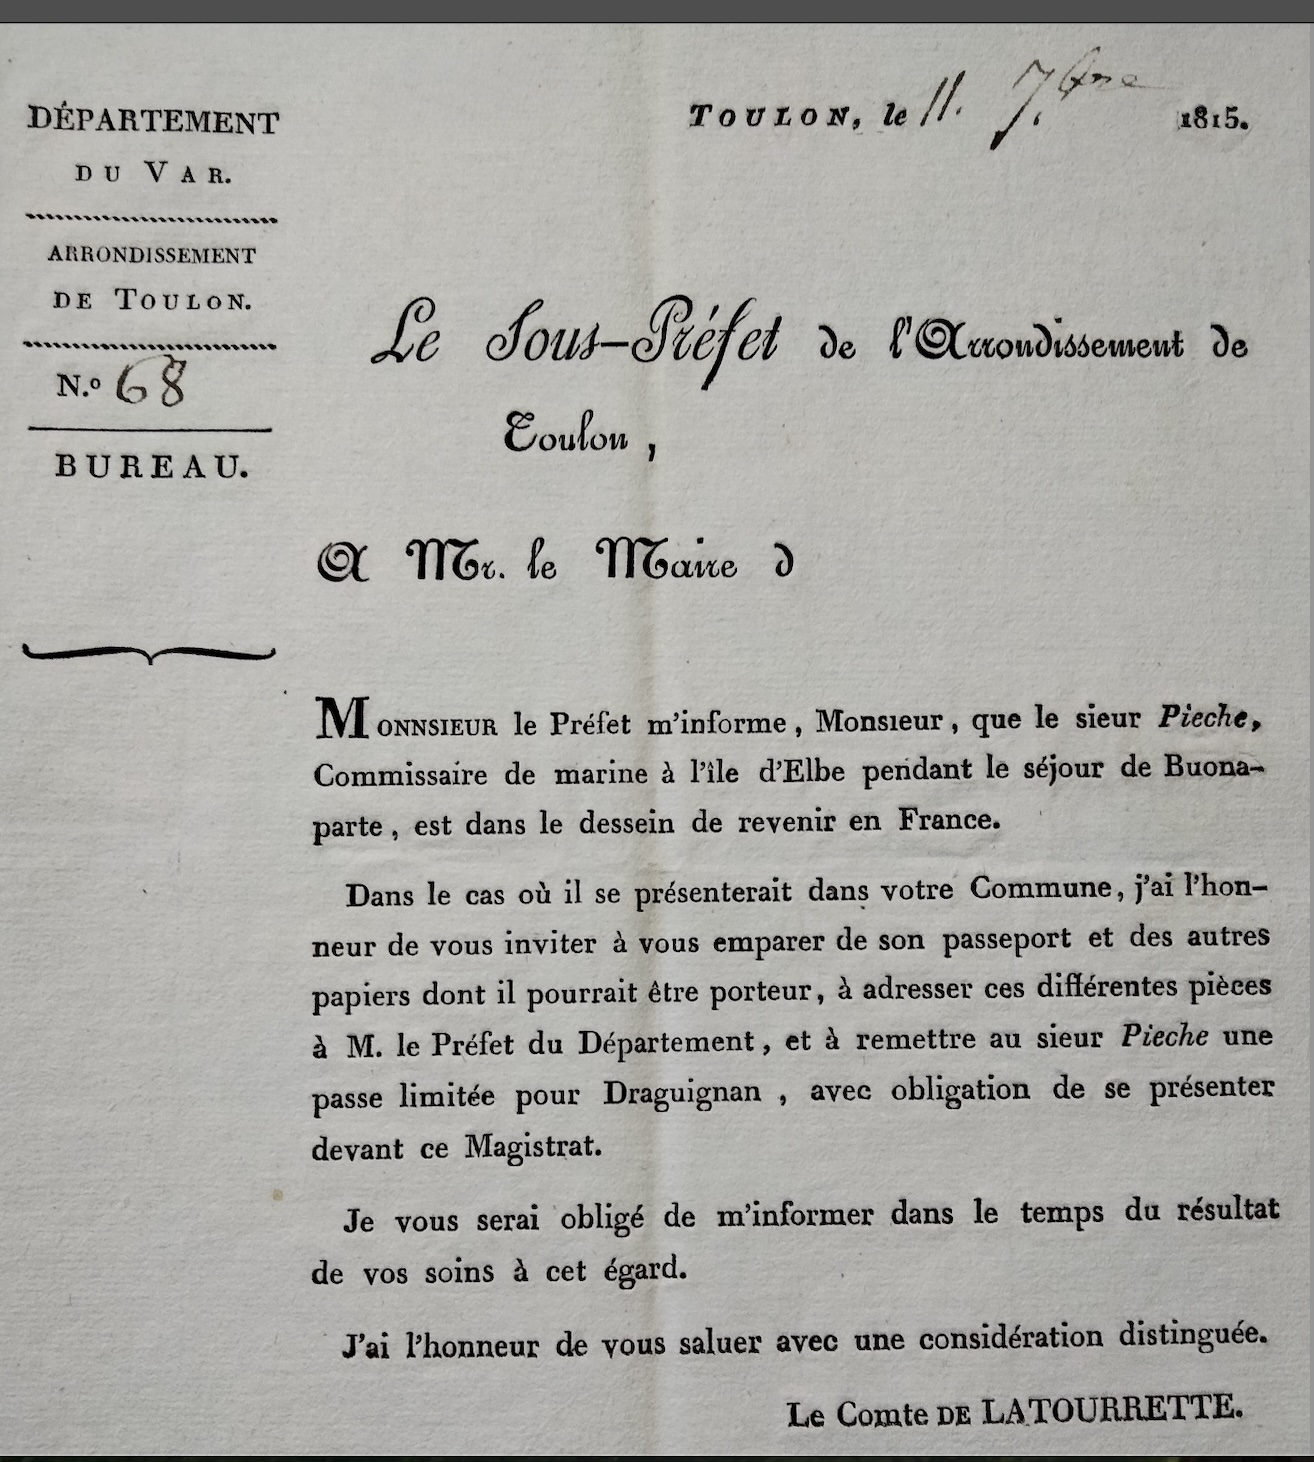 DÉPARTEMENT
DU VAR.
ARRONDISSEMENT
DE TOULON.
N.º 68
BUREAU.
TOULON, le 11. 7.bre 1815.
Le Sous-Préfet de l'Arrondissement de
Toulon,
A Mr. le Maire d
MONNSIEUR le Préfet m'informe, Monsieur, que le sieur Pieche,
Commissaire de marine à l'île d'Elbe pendant le séjour de Buona-
parte, est dans le dessein de revenir en France.
Dans le cas où il se présenterait dans votre Commune, j'ai l'hon-
neur de vous inviter à vous emparer de son passeport et des autres
papiers dont il pourrait être porteur, à adresser ces différentes pièces
à M. le Préfet du Département, et à remettre au sieur Pieche une
passe limitée pour Draguignan, avec obligation de se présenter
devant ce Magistrat.
Je vous serai obligé de m'informer dans le temps du résultat
de vos soins à cet égard.
J'ai l'honneur de vous saluer avec une considération distinguée.
Le Comte DE LATOURRETTE.